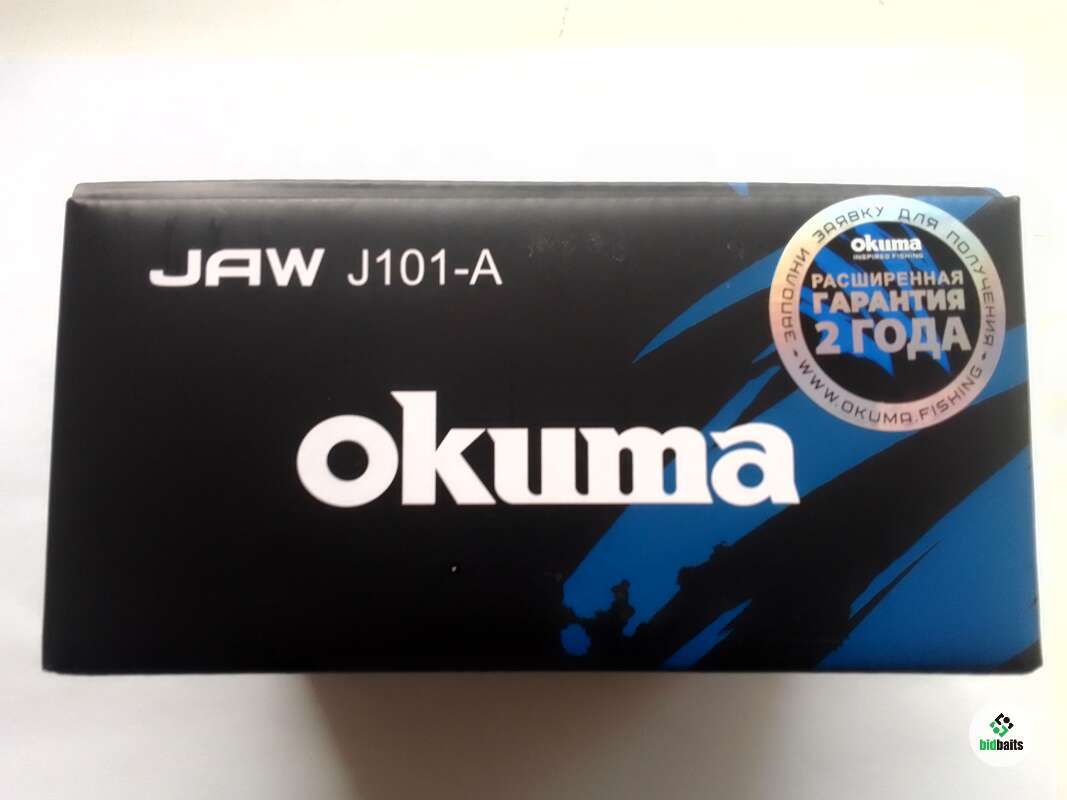 JAW J101-A
okuma
ЗАПОЛНИ ЗАЯВКУ ДЛЯ ПОЛУЧЕНИЯ
okuma
INSPIRED FISHING
РАСШИРЕННАЯ
ГАРАНТИЯ
2 ГОДА
WWW.OKUMA.FISHING
bidbaits